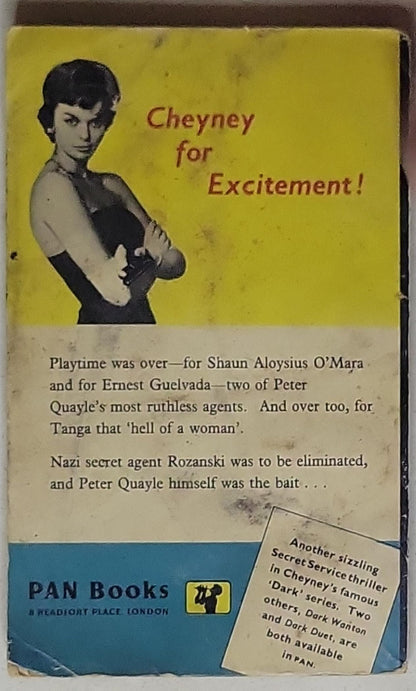 Cheyney
for
Excitement!
Playtime was over—for Shaun Aloysius O'Mara
and for Ernest Guelvada—two of Peter
Quayle's most ruthless agents. And over too, for
Tanga that 'hell of a woman'.
Nazi secret agent Rozanski was to be eliminated,
and Peter Quayle himself was the bait . . .
Another sizzling
Secret Service thriller
in Cheyney's famous
'Dark' series. Two
others, Dark Wanton
and Dark Duet, are
both available
in PAN.
PAN Books
8 HEADFORT PLACE, LONDON